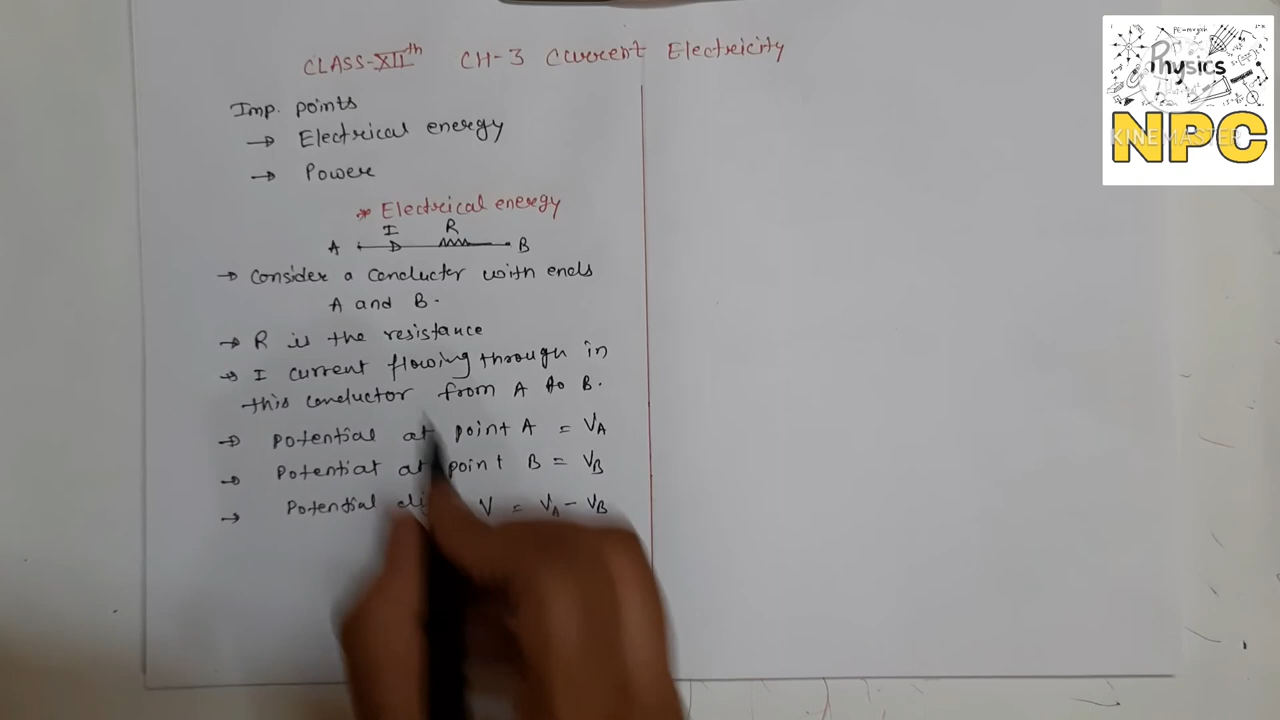 CLASS-XIIth CH-3 Current Electricity
Imp. points
→ Electrical energy
→ Power
* Electrical energy
I R
A B
→ Consider a conductor with ends
A and B.
→ R is the resistance
→ I current flowing through in
this conductor from A to B.
→ Potential at point A = VA
→ Potential at point B = VB
→ Potential V = VA - VB
Physics
NPC
KINEMASTER